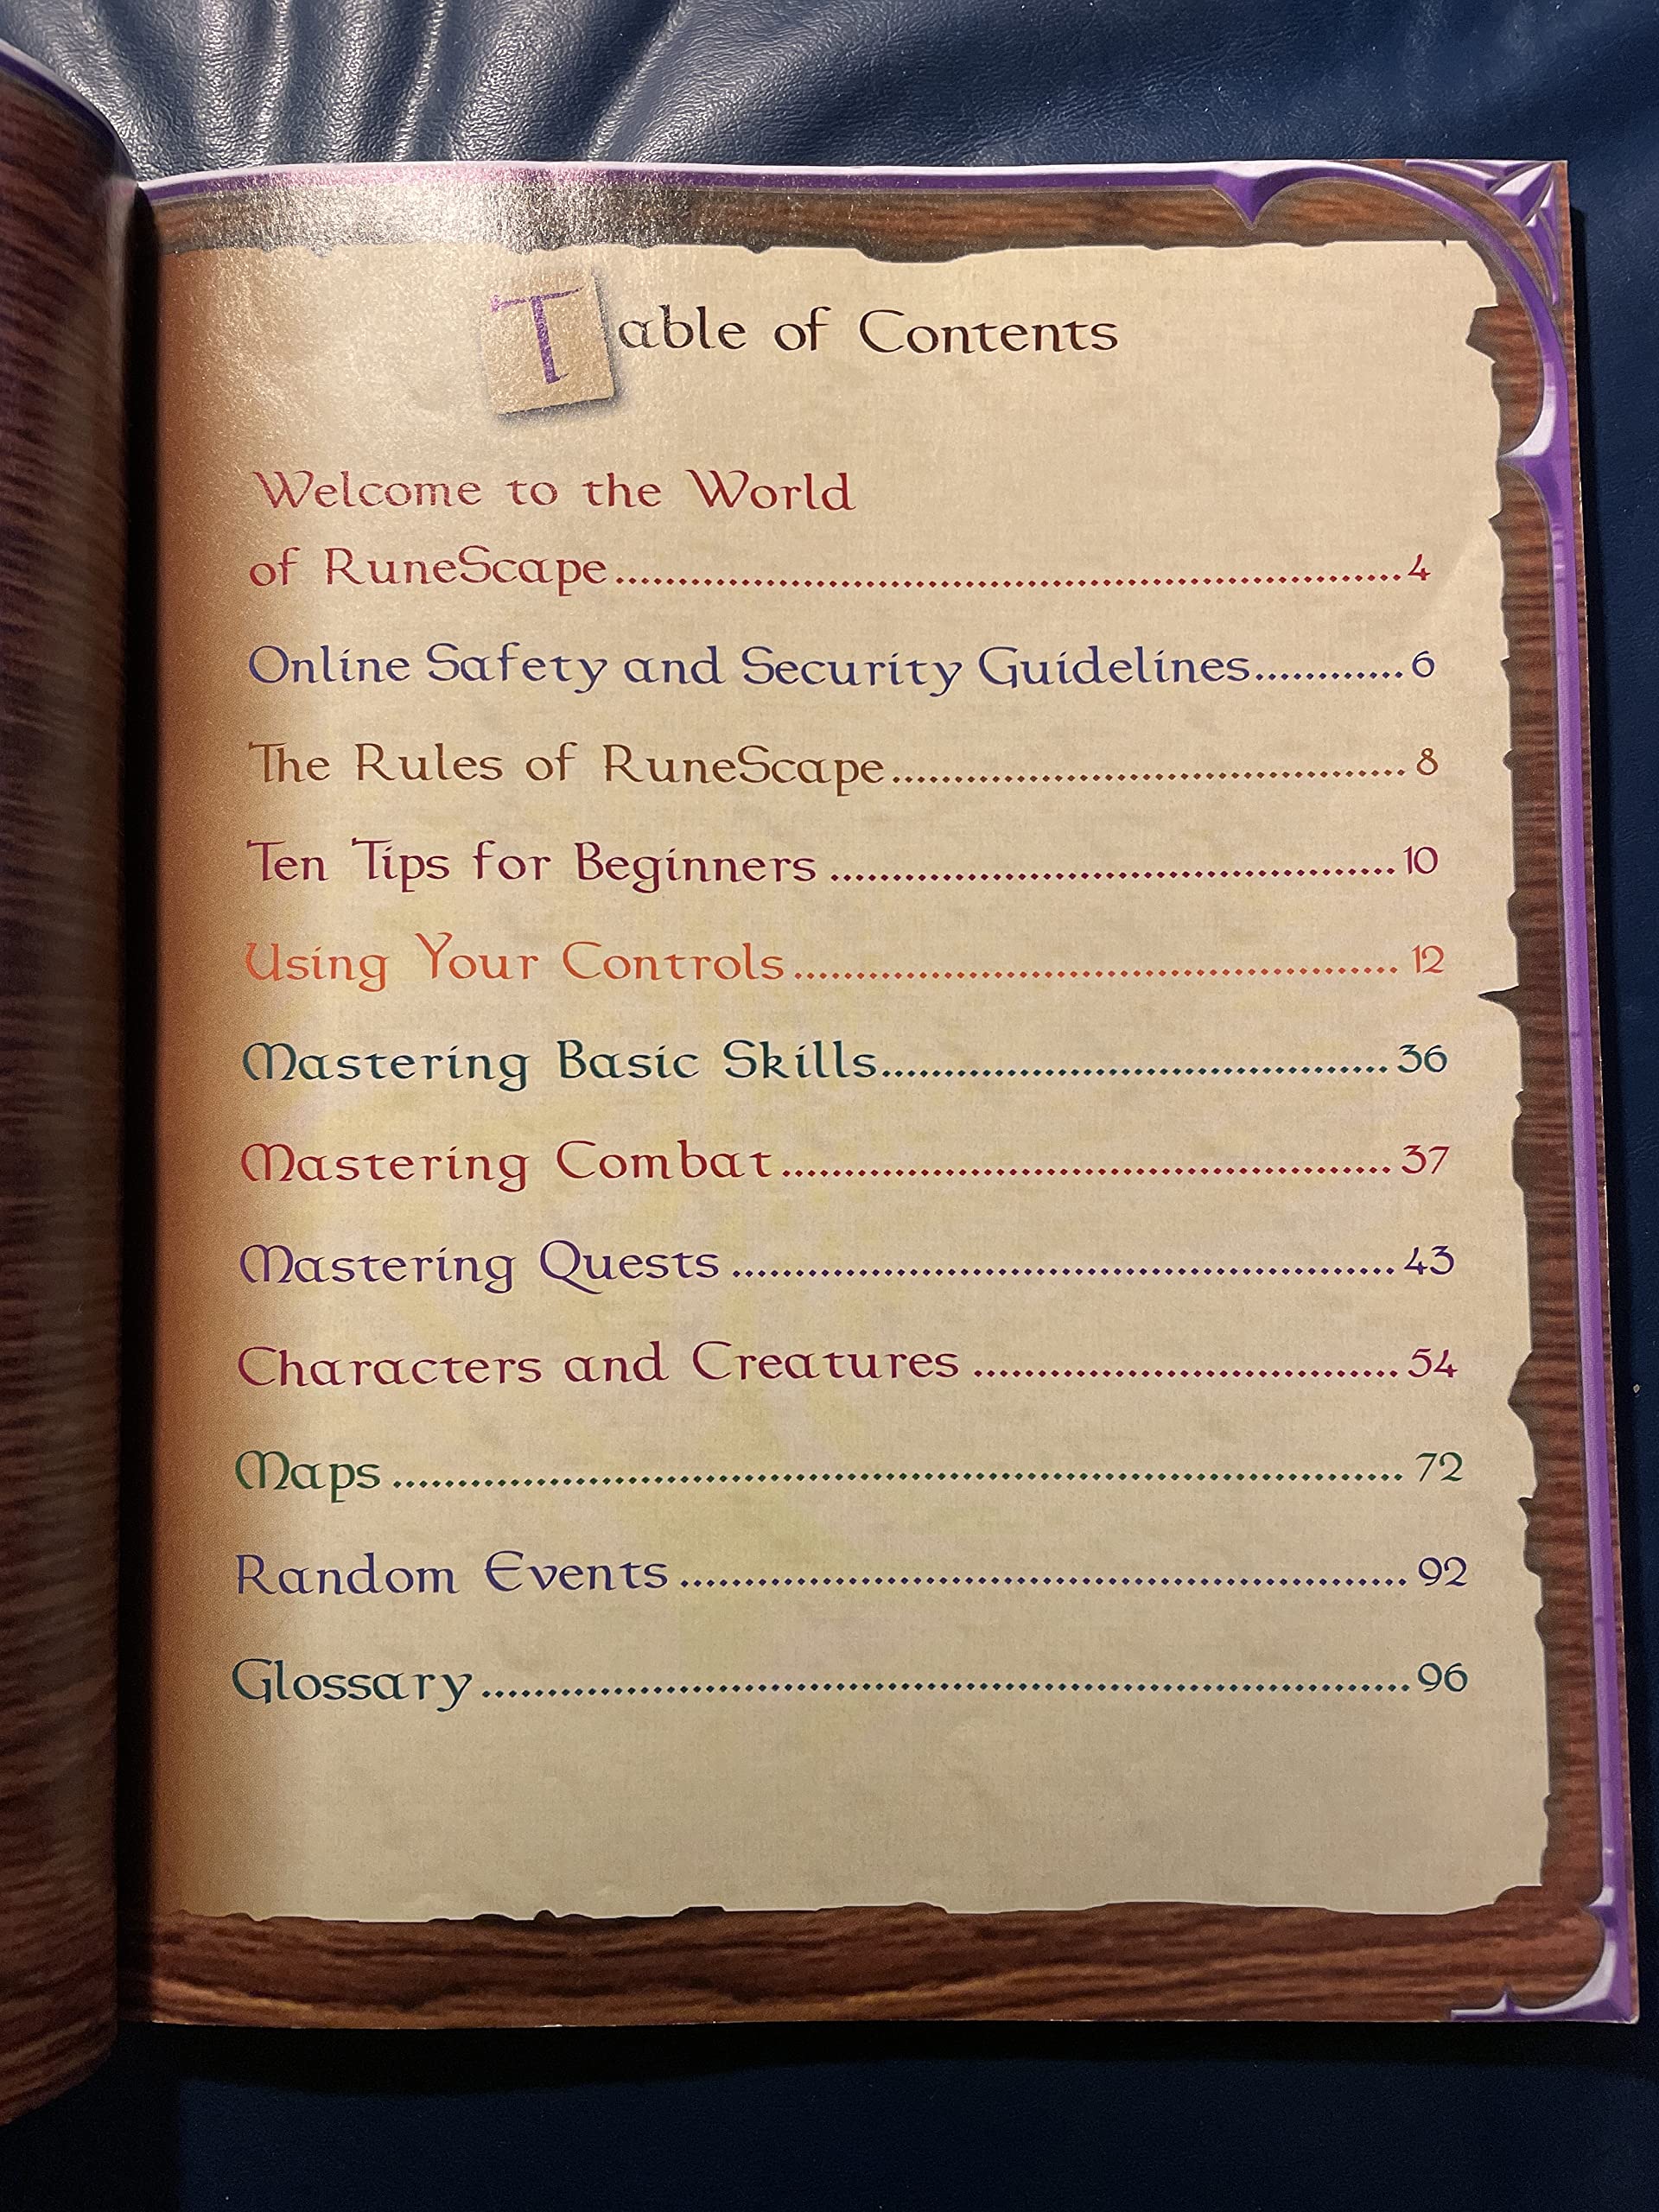 Table of Contents
Welcome to the World
of RuneScape..............................................................4
Online Safety and Security Guidelines............6
The Rules of RuneScape.........................................8
Ten Tips for Beginners .............................................10
Using Your Controls................................................ 12
Mastering Basic Skills........................................36
Mastering Combat................................................37
Mastering Quests ....................................................43
Characters and Creatures .................................54
Maps ................................................................................ 72
Random Events ......................................................... 92
Glossary.........................................................................96